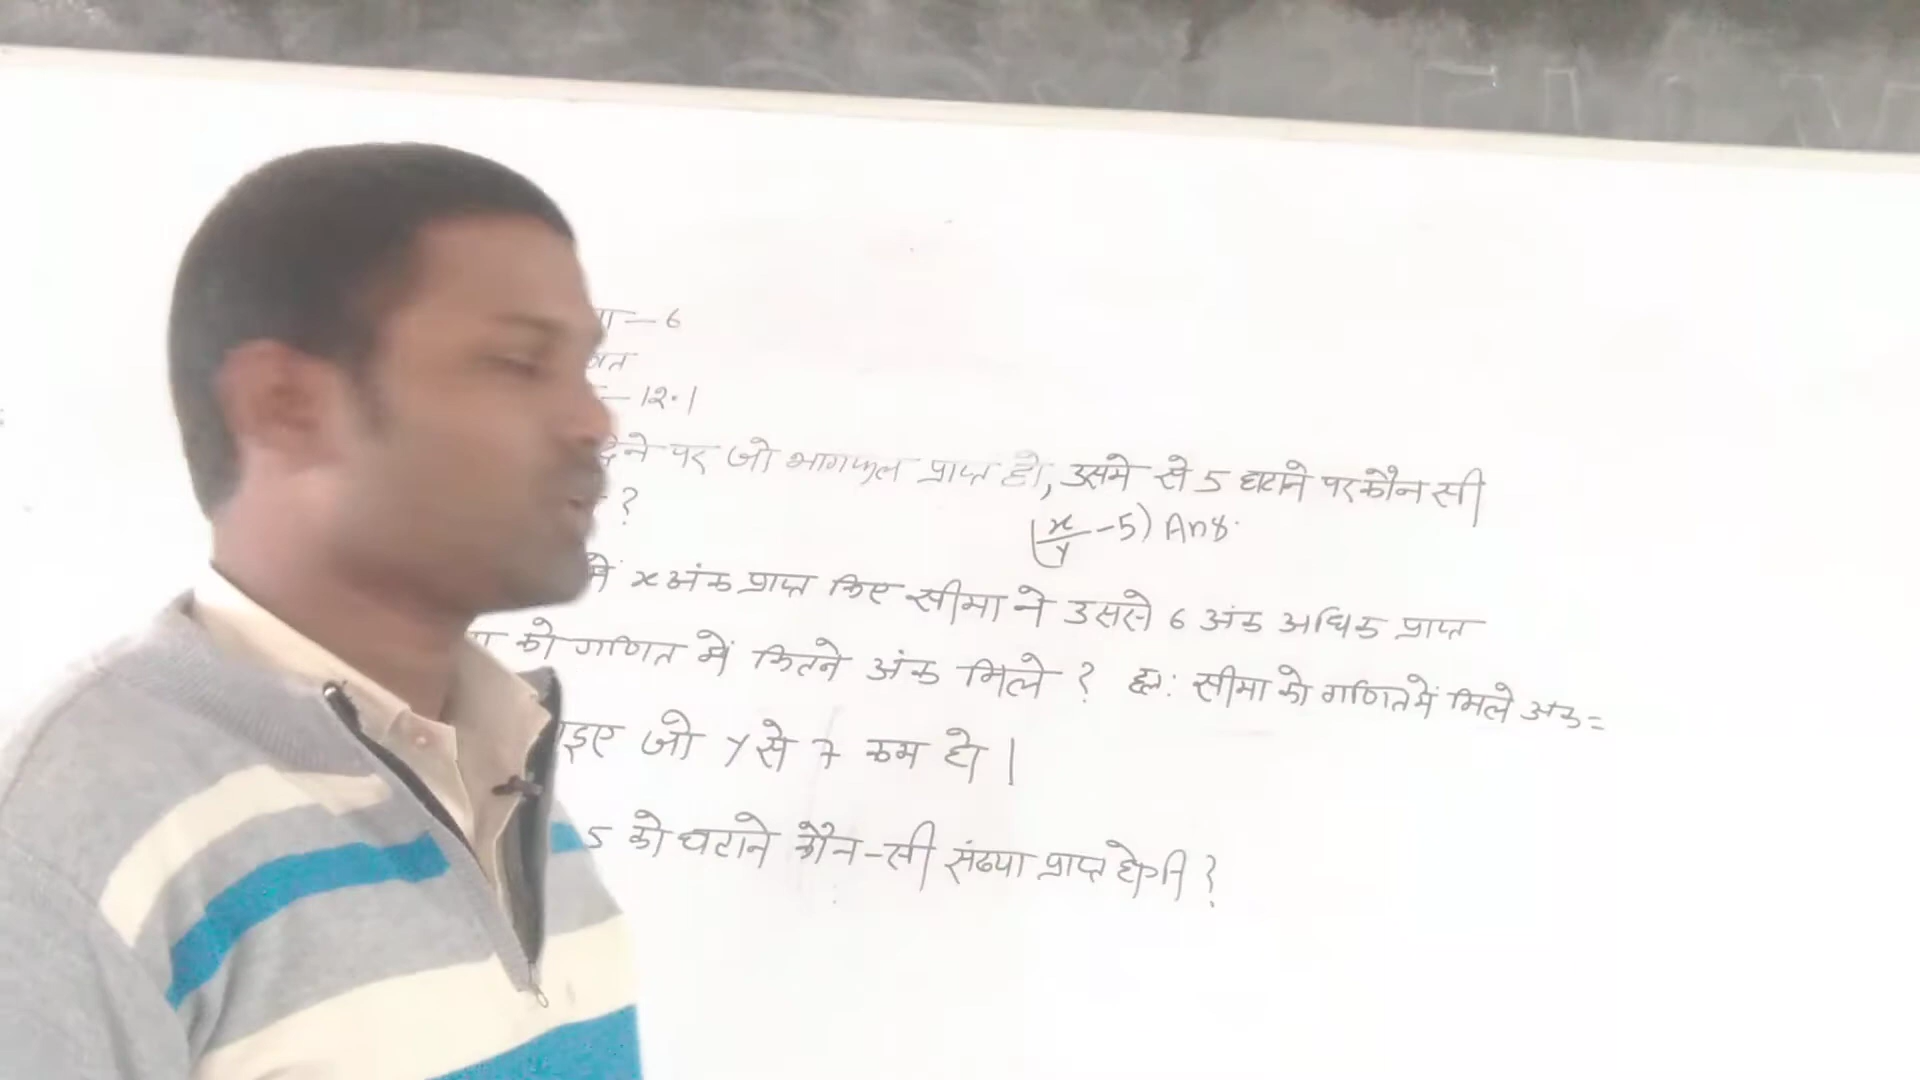 — 6
— 12.1
देने पर जो भागफल प्राप्त हो, उसमे से 5 घटाने पर कौन सी
?
(x/y - 5) Ans.
में x अंक प्राप्त किए सीमा ने उससे 6 अंक अधिक प्राप्त
को गणित में कितने अंक मिले ? हल: सीमा को गणित में मिले अंक =
जो y से 7 कम हो |
5 को घटाने कौन-सी संख्या प्राप्त होगी ?